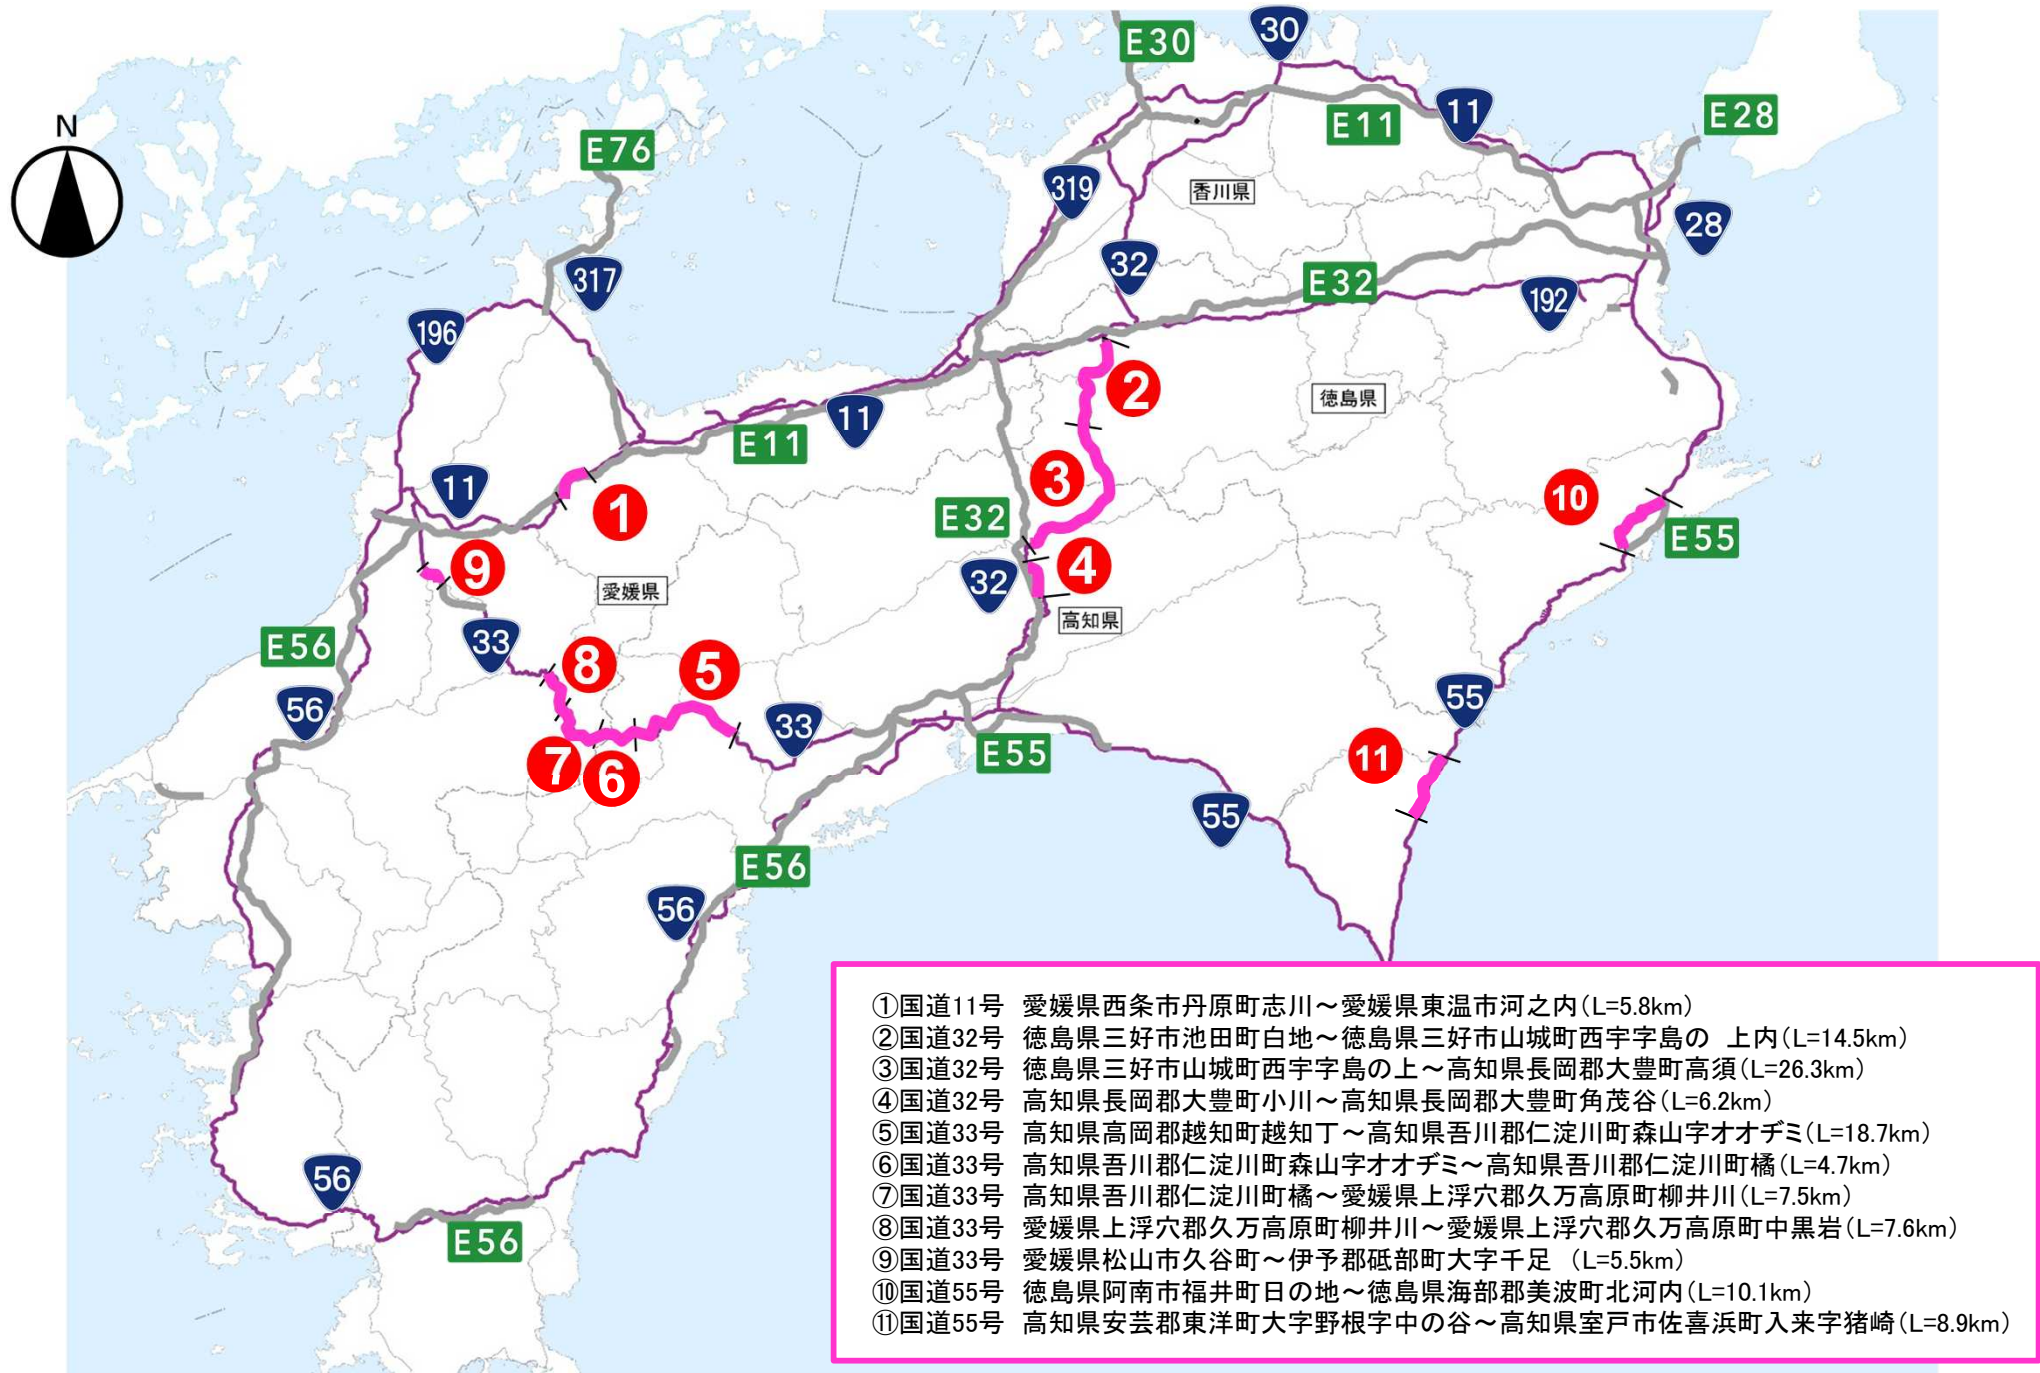 E30
30
N
E76
E11
11
E28
319
香川県
28
317
32
E32
192
196
2
徳島県
11
E11
11
3
10
1
E32
E55
9
4
32
愛媛県
高知県
E56
33
8
5
55
56
33
E55
11
7
6
55
E56
56
①国道11号 愛媛県西条市丹原町志川～愛媛県東温市河之内(L=5.8km)
②国道32号 徳島県三好市池田町白地～徳島県三好市山城町西宇字島の 上内(L=14.5km)
③国道32号 徳島県三好市山城町西宇字島の上～高知県長岡郡大豊町高須(L=26.3km)
④国道32号 高知県長岡郡大豊町小川～高知県長岡郡大豊町角茂谷(L=6.2km)
⑤国道33号 高知県高岡郡越知町越知丁～高知県吾川郡仁淀川町森山字オオヂミ(L=18.7km)
⑥国道33号 高知県吾川郡仁淀川町森山字オオヂミ～高知県吾川郡仁淀川町橘(L=4.7km)
⑦国道33号 高知県吾川郡仁淀川町橘～愛媛県上浮穴郡久万高原町柳井川(L=7.5km)
⑧国道33号 愛媛県上浮穴郡久万高原町柳井川～愛媛県上浮穴郡久万高原町中黒岩(L=7.6km)
⑨国道33号 愛媛県松山市久谷町～伊予郡砥部町大字千足 (L=5.5km)
⑩国道55号 徳島県阿南市福井町日の地～徳島県海部郡美波町北河内(L=10.1km)
⑪国道55号 高知県安芸郡東洋町大字野根字中の谷～高知県室戸市佐喜浜町入来字猪崎(L=8.9km)
56
E56